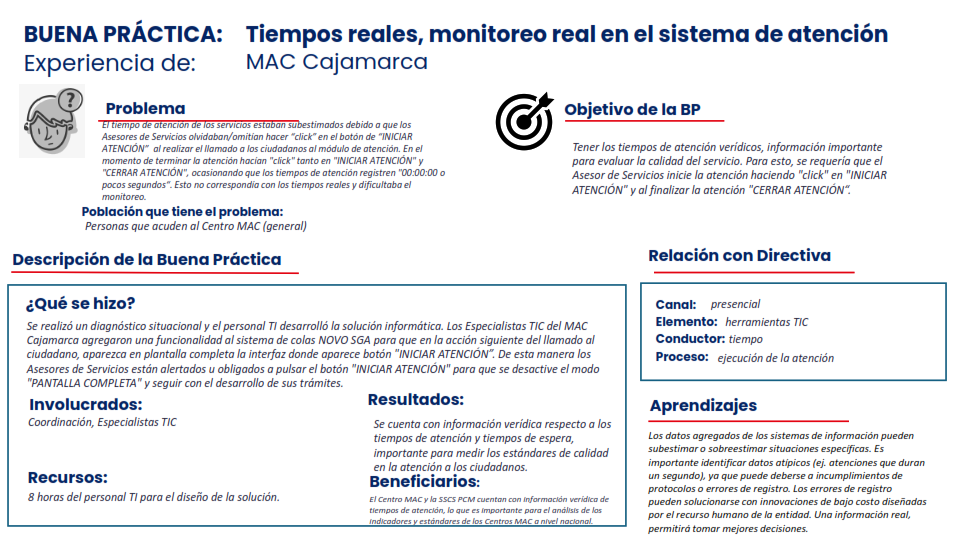 BUENA PRÁCTICA: Tiempos reales, monitoreo real en el sistema de atención
Experiencia de: MAC Cajamarca
Problema
El tiempo de atención de los servicios estaban subestimados debido a que los
Asesores de Servicios olvidaban/omitian hacer "click" en el botón de "INICIAR
ATENCIÓN" al realizar el llamado a los ciudadanos al módulo de atención. En el
momento de terminar la atención hacían "click" tanto en "INICIAR ATENCIÓN" y
"CERRAR ATENCIÓN", ocasionando que los tiempos de atención registren "00:00:00 o
pocos segundos". Esto no correspondía con los tiempos reales y dificultaba el
monitoreo.
Población que tiene el problema:
Personas que acuden al Centro MAC (general)
Objetivo de la BP
Tener los tiempos de atención verídicos, información importante
para evaluar la calidad del servicio. Para esto, se requería que el
Asesor de Servicios inicie la atención haciendo "click" en "INICIAR
ATENCIÓN" y al finalizar la atención "CERRAR ATENCIÓN".
Descripción de la Buena Práctica
¿Qué se hizo?
Se realizó un diagnóstico situacional y el personal TI desarrolló la solución informática. Los Especialistas TIC del MAC
Cajamarca agregaron una funcionalidad al sistema de colas NOVO SGA para que en la acción siguiente del llamado al
ciudadano, aparezca en plantalla completa la interfaz donde aparece botón "INICIAR ATENCIÓN". De esta manera los
Asesores de Servicios están alertados u obligados a pulsar el botón "INICIAR ATENCIÓN" para que se desactive el modo
"PANTALLA COMPLETA" y seguir con el desarrollo de sus trámites.
Involucrados:
Coordinación, Especialistas TIC
Recursos:
8 horas del personal TI para el diseño de la solución.
Resultados:
Se cuenta con información verídica respecto a los
tiempos de atención y tiempos de espera,
importante para medir los estándares de calidad
en la atención a los ciudadanos.
Beneficiarios:
El Centro MAC y la SSCS PCM cuentan con información verídica de
tiempos de atención, lo que es importante para el análisis de los
indicadores y estándares de los Centros MAC a nivel nacional.
Relación con Directiva
Canal: presencial
Elemento: herramientas TIC
Conductor: tiempo
Proceso: ejecución de la atención
Aprendizajes
Los datos agregados de los sistemas de información pueden
subestimar o sobreestimar situaciones específicas. Es
importante identificar datos atípicos (ej. atenciones que duran
un segundo), ya que puede deberse a incumplimientos de
protocolos o errores de registro. Los errores de registro
pueden solucionarse con innovaciones de bajo costo diseñadas
por el recurso humano de la entidad. Una información real,
permitirá tomar mejores decisiones.